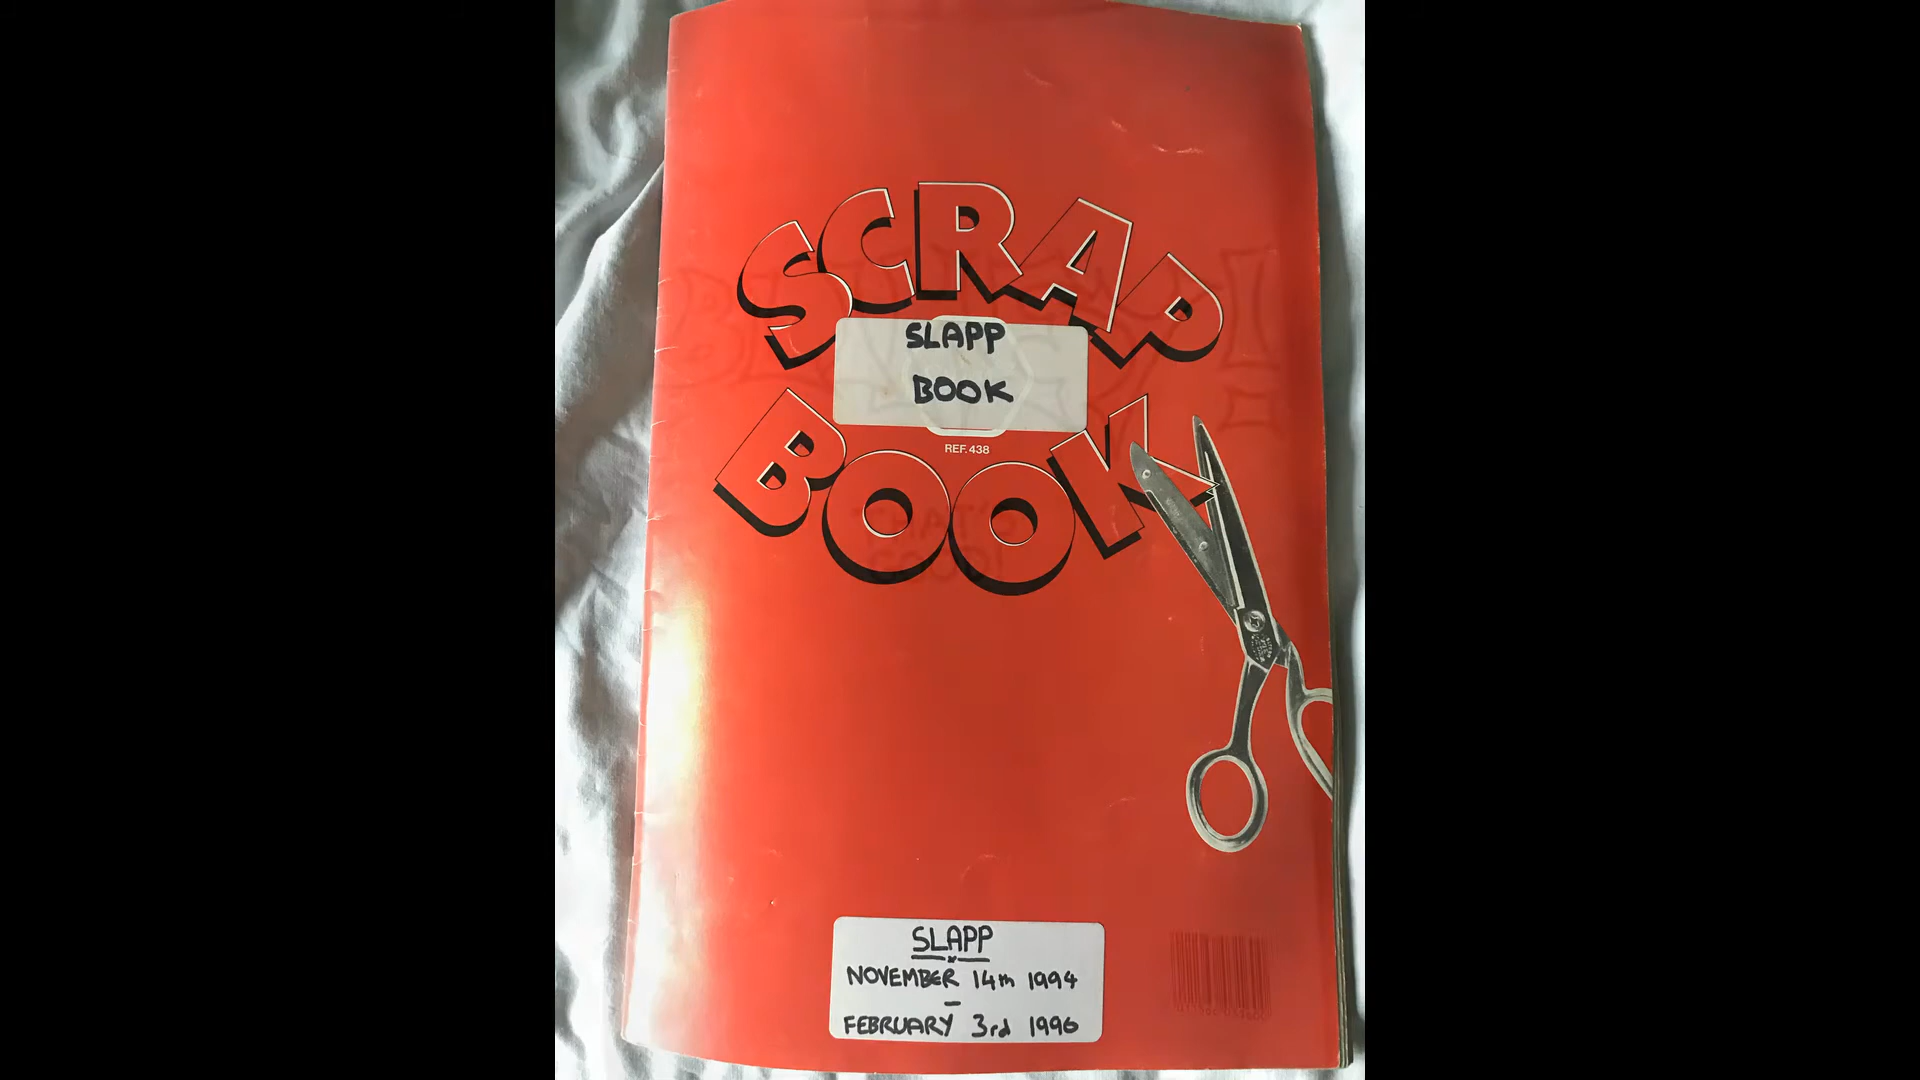 SCRAP
SLAPP
BOOK
REF. 438
BOOK
SLAPP
NOVEMBER 14th 1994
-
FEBRUARY 3rd 1996